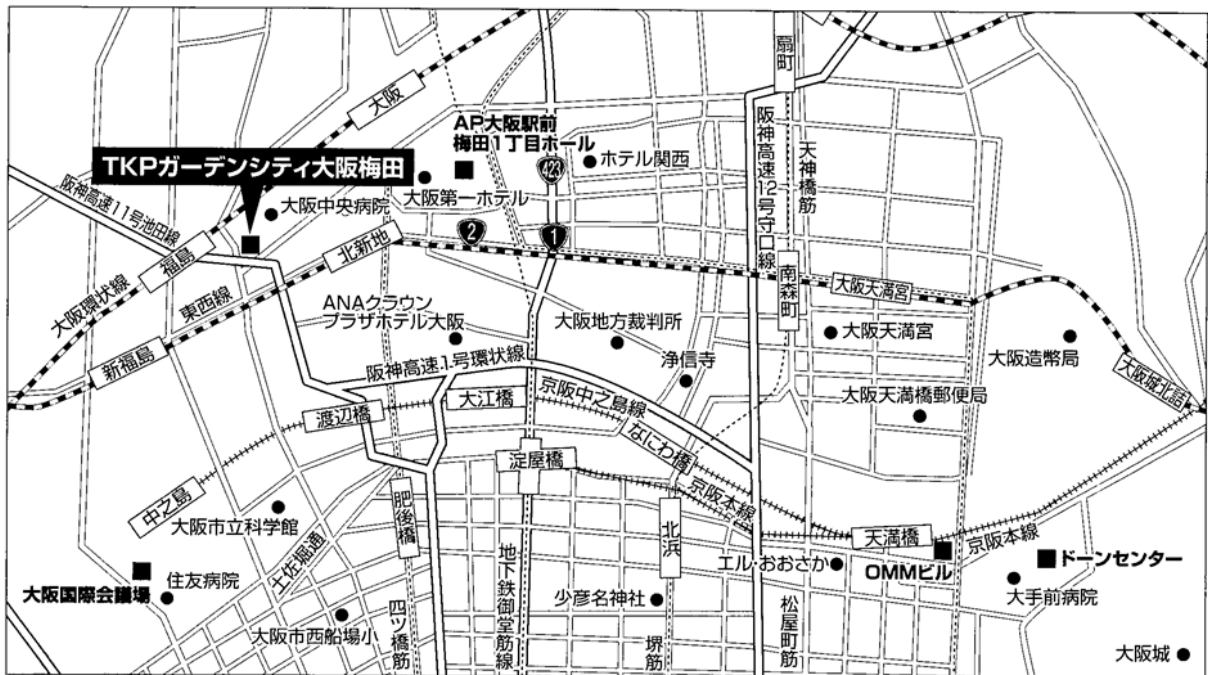 扇町
大阪
AP大阪駅前
梅田1丁目ホール
423
ホテル関西
阪神高速12号守口線
天神橋筋
TKPガーデンシティ大阪梅田
阪神高速11号池田線
大阪第一ホテル
大阪中央病院
2
1
北新地
福島
大阪環状線
東西線
南森町
大阪天満宮
ANAクラウン
プラザホテル大阪
大阪地方裁判所
大阪天満宮
大阪造幣局
新福島
阪神高速1号環状線
浄信寺
大阪城北詰
大江橋
京阪中之島線
大阪天満橋郵便局
渡辺橋
なにわ橋
淀屋橋
中之島
大阪市立科学館
肥後橋
京阪本線
北浜
天満橋
京阪本線
土佐堀通
地下鉄御堂筋線
エル・おおさか
OMMビル
ドーンセンター
大阪国際会議場
住友病院
少彦名神社
大手前病院
大阪市西船場小
四ツ橋筋
堺筋
松屋町筋
大阪城